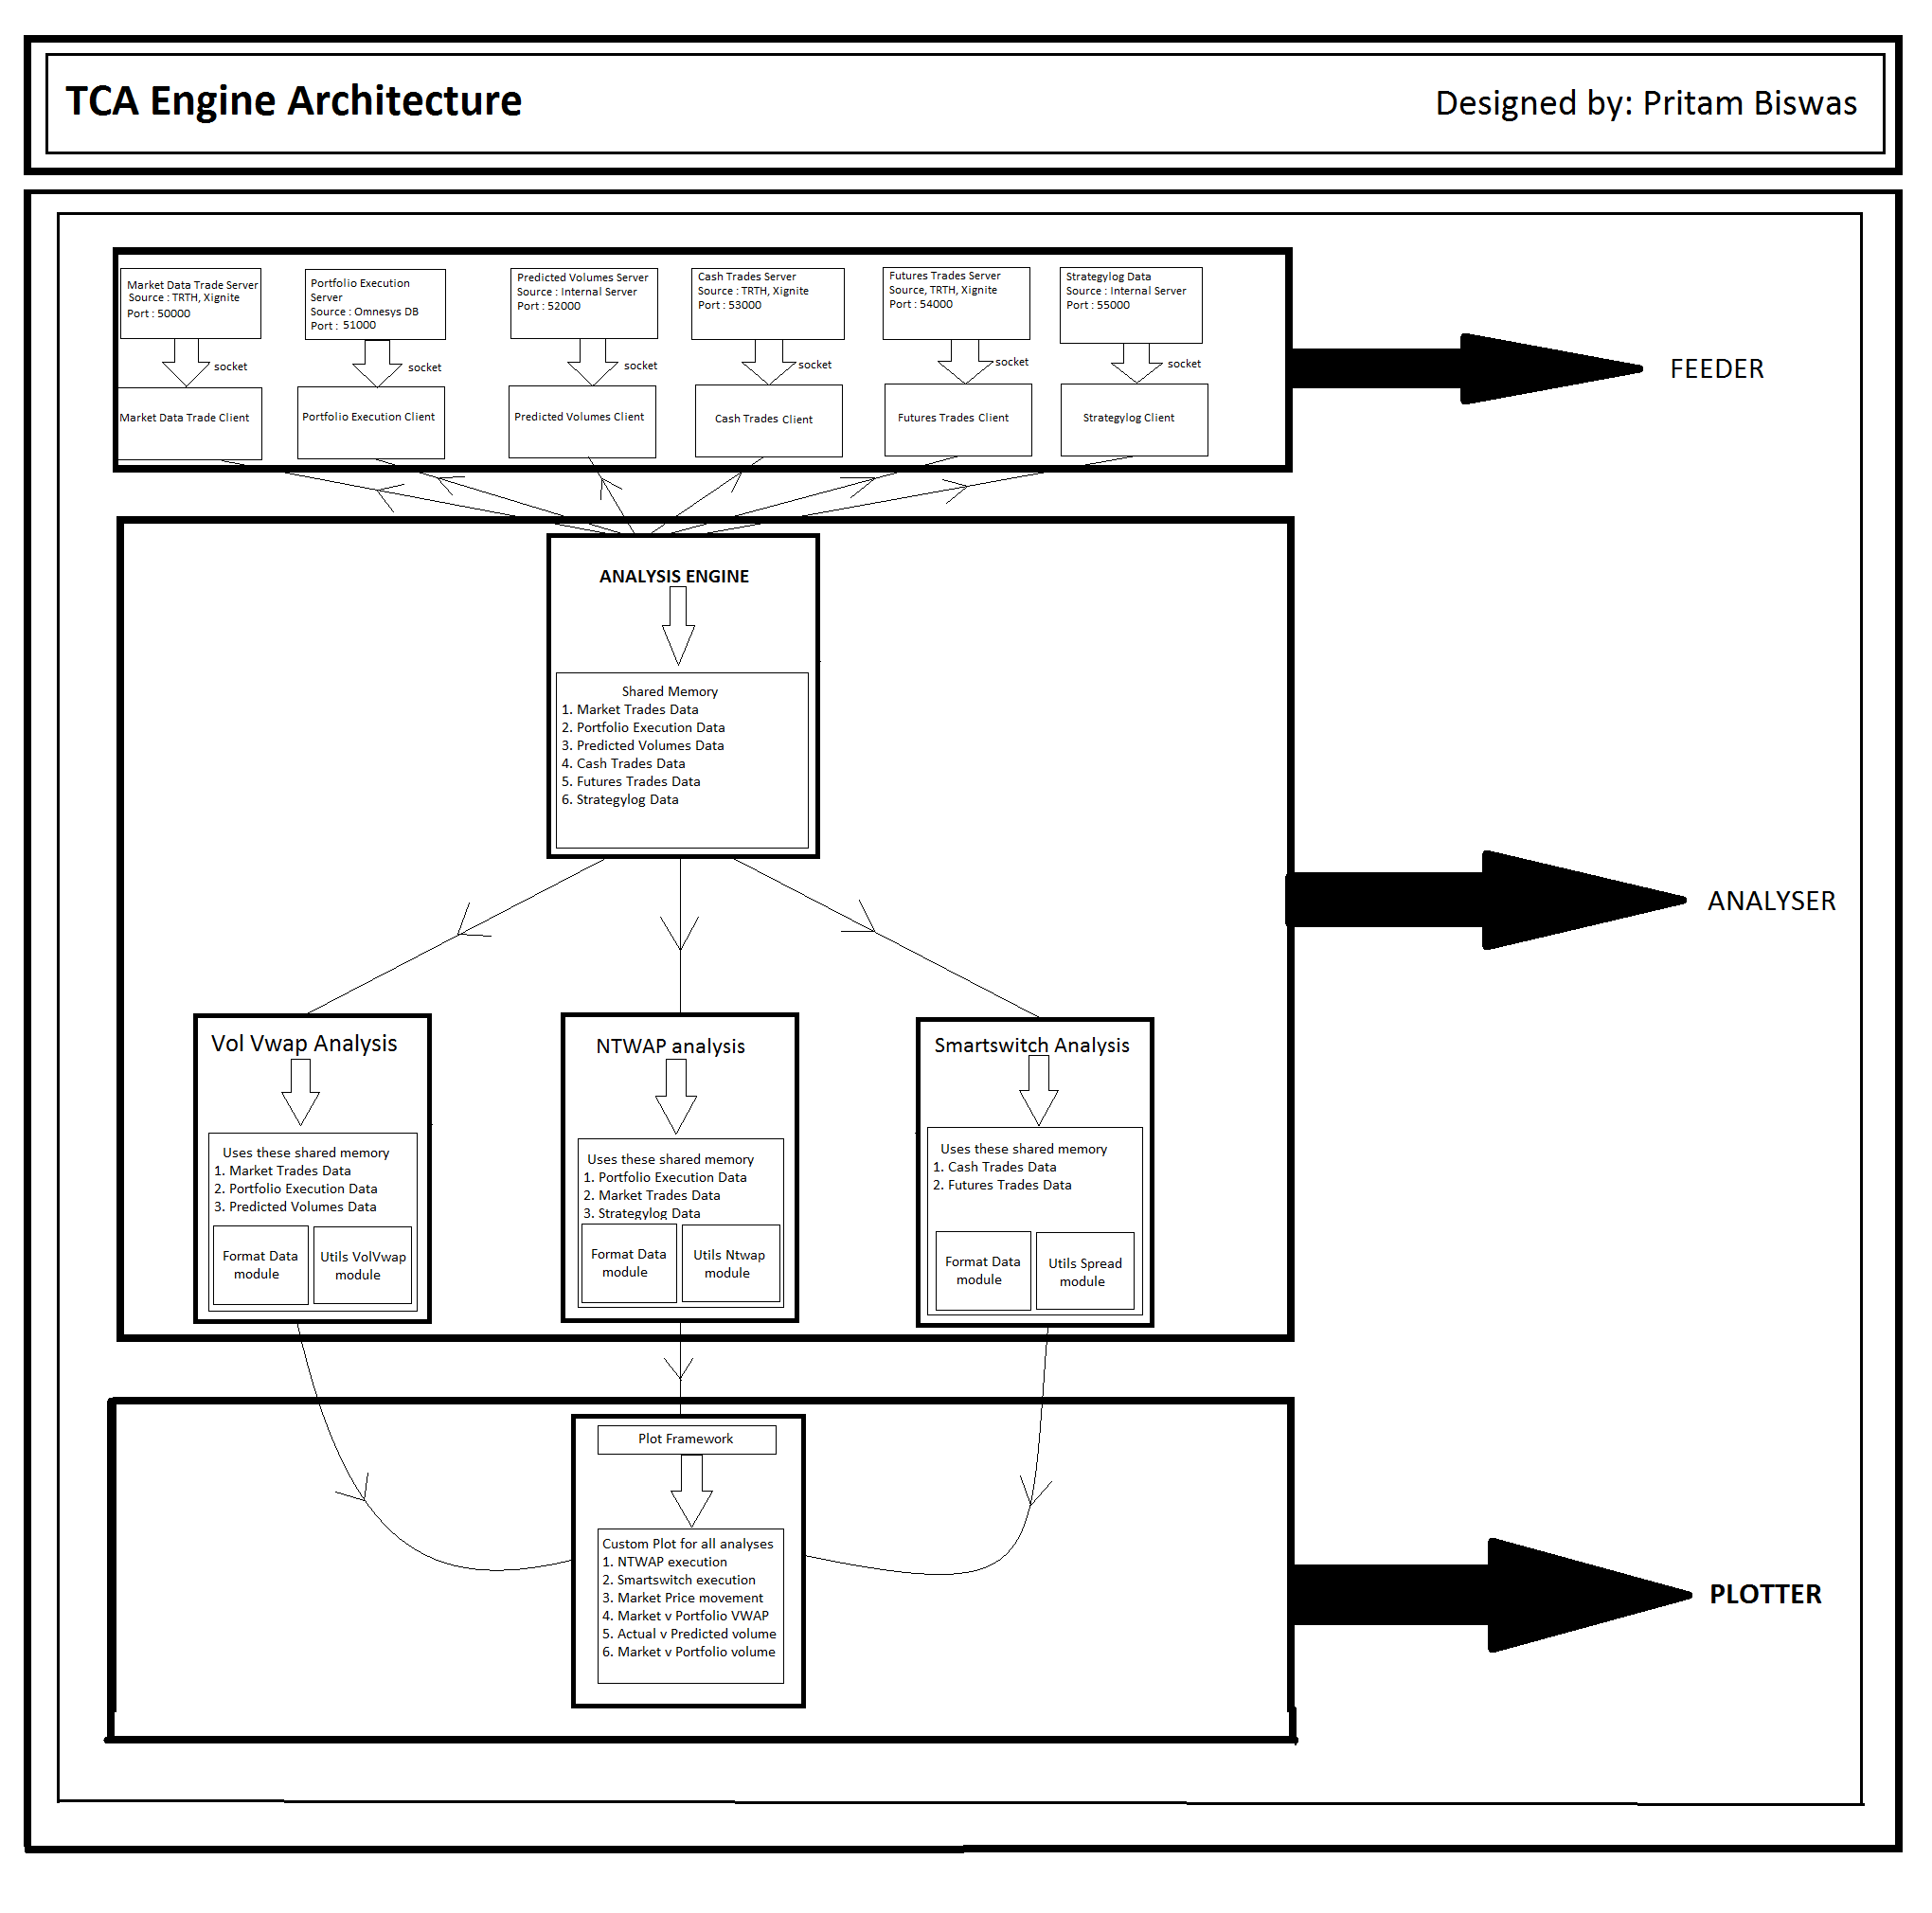 TCA Engine Architecture
Designed by: Pritam Biswas
Market Data Trade Server
Source : TRTH, Xignite
Port : 50000
Portfolio Execution
Server
Source : Omnesys DB
Port : 51000
Predicted Volumes Server
Source : Internal Server
Port : 52000
Cash Trades Server
Source : TRTH, Xignite
Port : 53000
Futures Trades Server
Source, TRTH, Xignite
Port : 54000
Strategylog Data
Source : Internal Server
Port : 55000
socket
socket
socket
socket
socket
socket
FEEDER
Market Data Trade Client
Portfolio Execution Client
Predicted Volumes Client
Cash Trades Client
Futures Trades Client
Strategylog Client
ANALYSIS ENGINE
Shared Memory
1. Market Trades Data
2. Portfolio Execution Data
3. Predicted Volumes Data
4. Cash Trades Data
5. Futures Trades Data
6. Strategylog Data
ANALYSER
Vol Vwap Analysis
Uses these shared memory
1. Market Trades Data
2. Portfolio Execution Data
3. Predicted Volumes Data
Format Data
module
Utils VolVwap
module
NTWAP analysis
Uses these shared memory
1. Portfolio Execution Data
2. Market Trades Data
3. Strategylog Data
Format Data
module
Utils Ntwap
module
Smartswitch Analysis
Uses these shared memory
1. Cash Trades Data
2. Futures Trades Data
Format Data
module
Utils Spread
module
Plot Framework
Custom Plot for all analyses
1. NTWAP execution
2. Smartswitch execution
3. Market Price movement
4. Market v Portfolio VWAP
5. Actual v Predicted volume
6. Market v Portfolio volume
PLOTTER